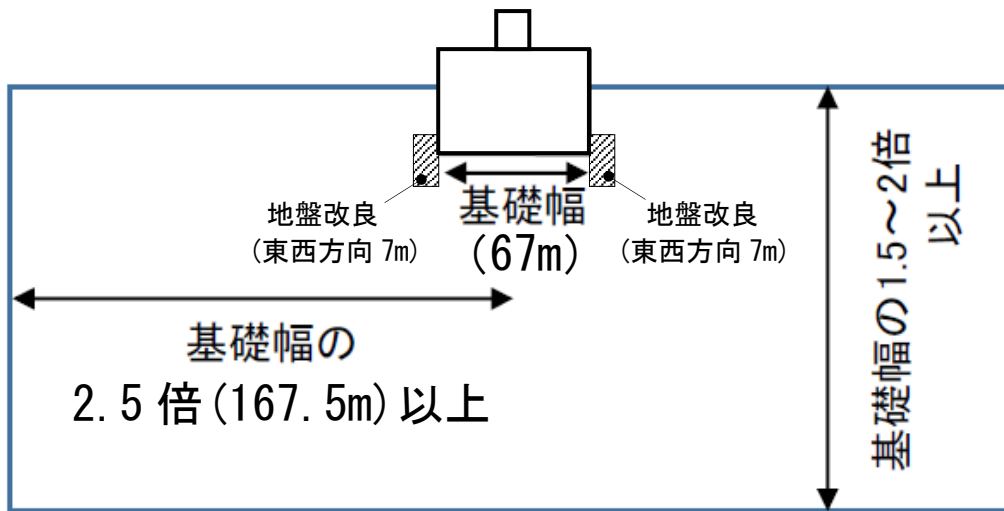 地盤改良
(東西方向 7m)
基礎幅
(67m)
地盤改良
(東西方向 7m)
基礎幅の
2.5 倍(167.5m)以上
基礎幅の1.5～2倍
以上